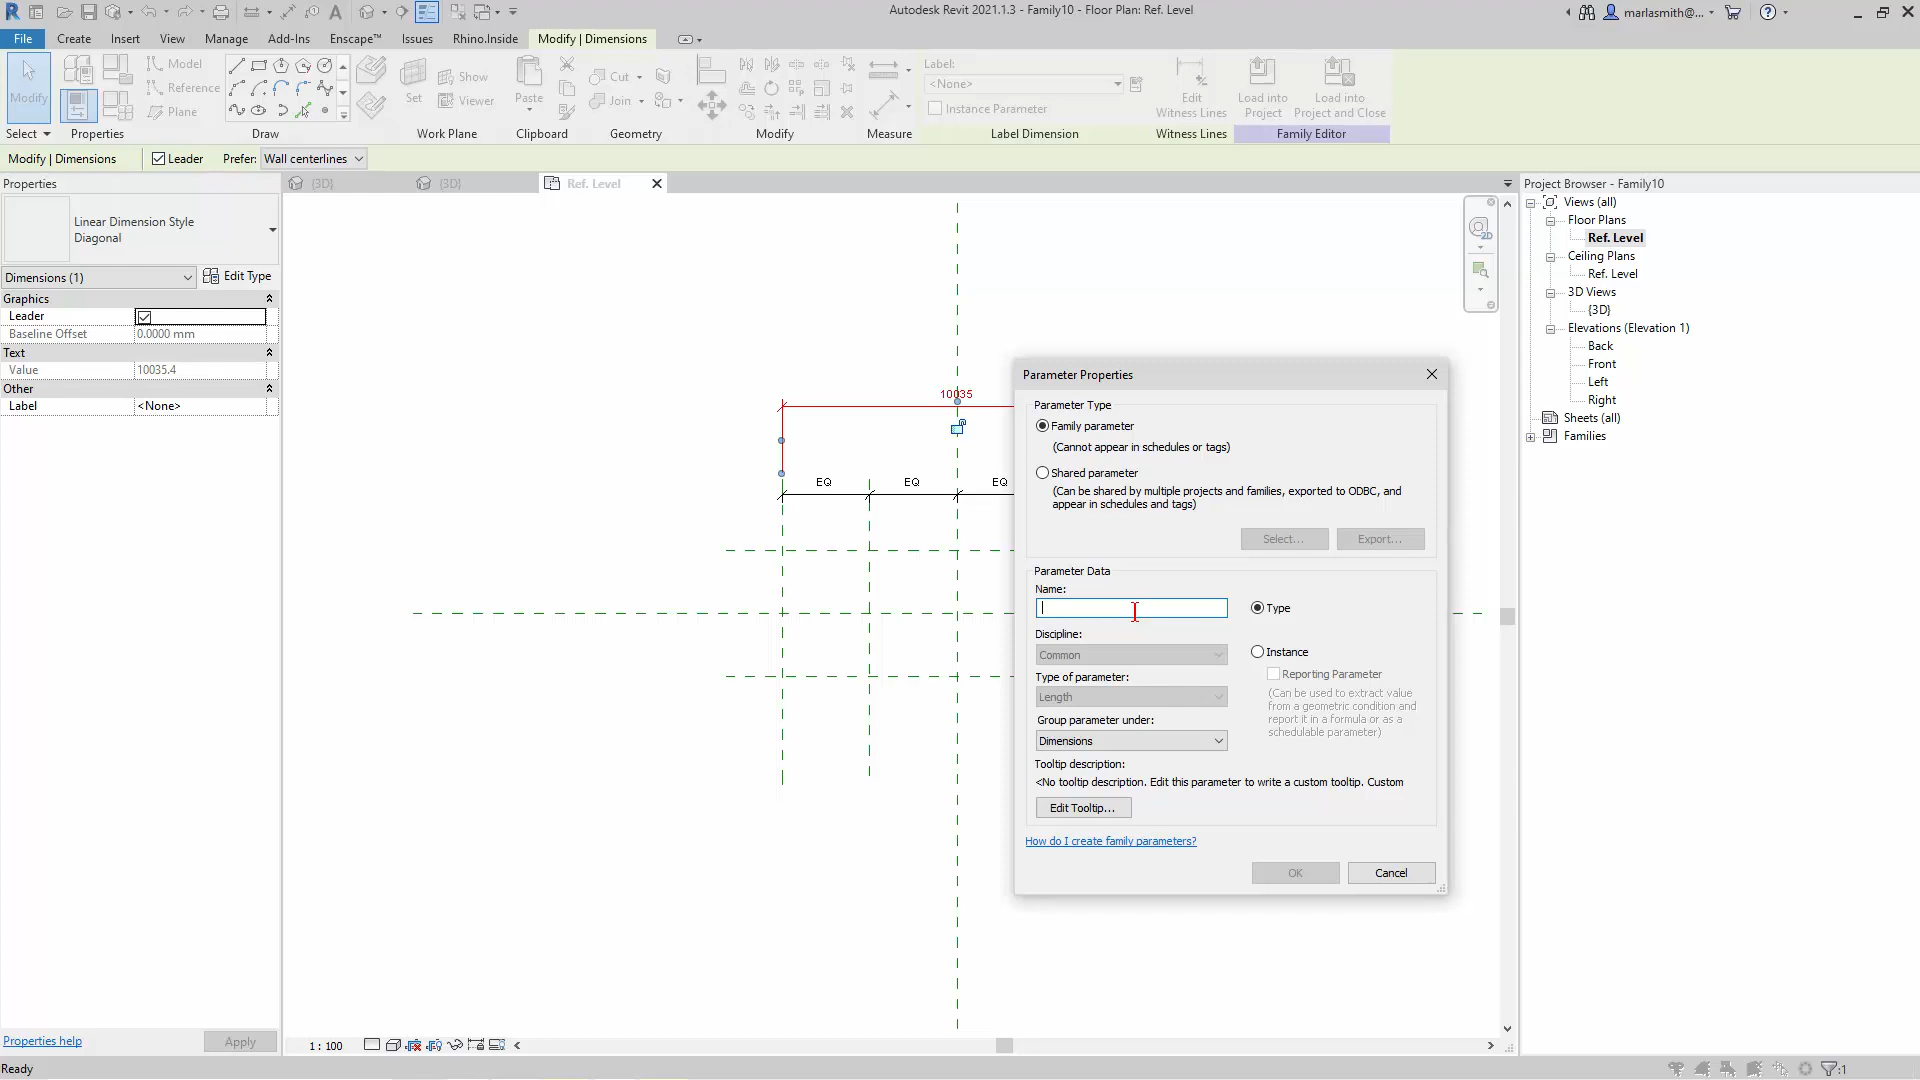 Autodesk Revit 2021.1.3 - Family10 - Floor Plan: Ref. Level
marlasmith@...
File Create Insert View Manage Add-Ins Enscape™ Issues Rhino.Inside Modify | Dimensions
Modify
Model
Reference
Plane
Set
Show
Viewer
Paste
Cut
Join
Label:
<None>
Instance Parameter
Edit
Witness Lines
Load into
Project
Load into
Project and Close
Select Properties Draw Work Plane Clipboard Geometry Modify Measure Label Dimension Witness Lines Family Editor
Modify | Dimensions Leader Prefer: Wall centerlines
Properties
Linear Dimension Style
Diagonal
Dimensions (1) Edit Type
Graphics
Leader
Baseline Offset 0.0000 mm
Text
Value 10035.4
Other
Label <None>
Properties help Apply
{3D} {3D} Ref. Level
2D
10035
EQ EQ EQ
Parameter Properties
Parameter Type
Family parameter
(Cannot appear in schedules or tags)
Shared parameter
(Can be shared by multiple projects and families, exported to ODBC, and
appear in schedules and tags)
Select... Export...
Parameter Data
Name:
Type
Discipline:
Common
Instance
Reporting Parameter
(Can be used to extract value
from a geometric condition and
report it in a formula or as a
schedulable parameter)
Type of parameter:
Length
Group parameter under:
Dimensions
Tooltip description:
<No tooltip description. Edit this parameter to write a custom tooltip. Custom
Edit Tooltip...
How do I create family parameters?
OK Cancel
Project Browser - Family10
Views (all)
Floor Plans
Ref. Level
Ceiling Plans
Ref. Level
3D Views
{3D}
Elevations (Elevation 1)
Back
Front
Left
Right
Sheets (all)
Families
1 : 100
Ready
:1